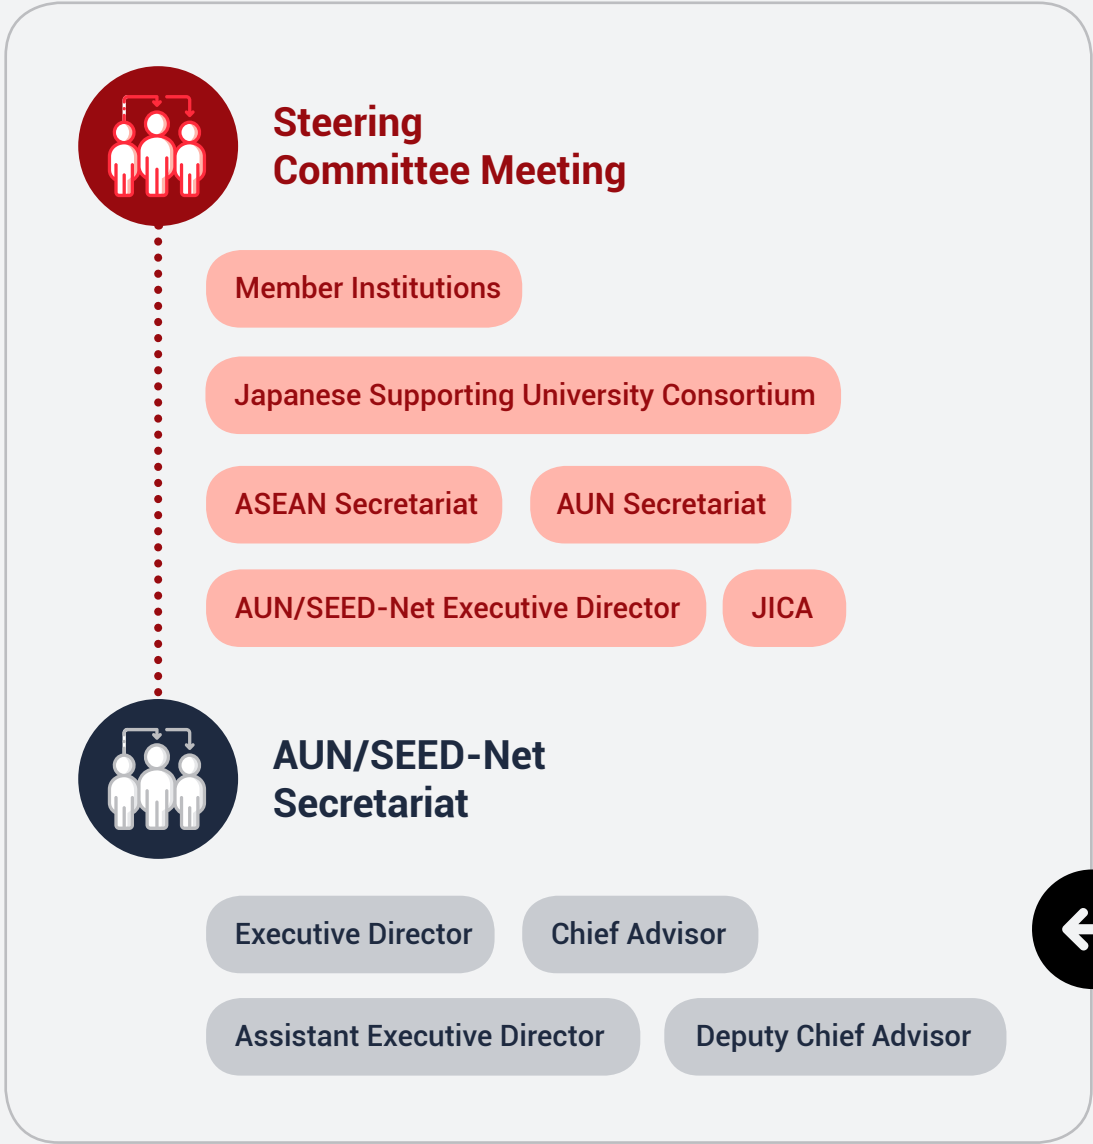 Steering
Committee Meeting
Member Institutions
Japanese Supporting University Consortium
ASEAN Secretariat
AUN Secretariat
AUN/SEED-Net Executive Director
JICA
AUN/SEED-Net
Secretariat
Executive Director
Chief Advisor
Assistant Executive Director
Deputy Chief Advisor